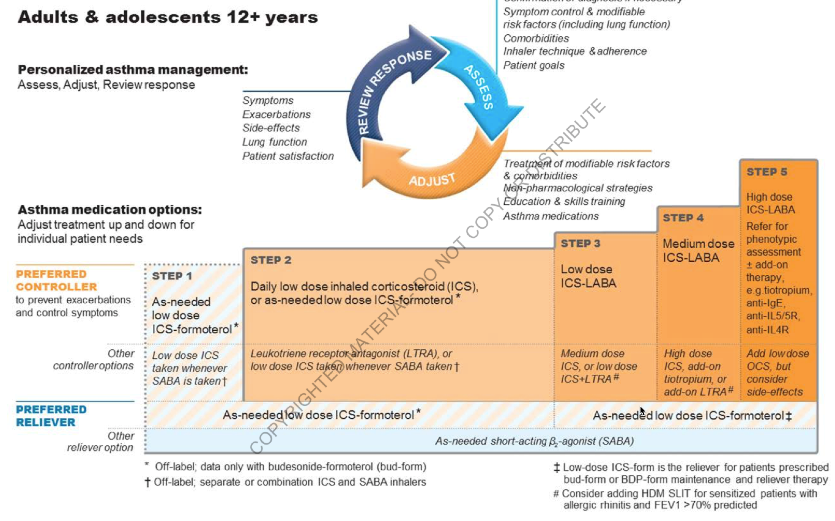 Adults & adolescents 12+ years
Symptom control & modifiable
risk factors (including lung function)
Comorbidities
Inhaler technique & adherence
Patient goals
Personalized asthma management:
Assess, Adjust, Review response
Symptoms
Exacerbations
Side-effects
Lung function
Patient satisfaction
REVIEW RESPONSE
ASSESS
ADJUST
Treatment of modifiable risk factors
& comorbidities
Non-pharmacological strategies
Education & skills training
Asthma medications
Asthma medication options:
Adjust treatment up and down for
individual patient needs
PREFERRED
CONTROLLER
to prevent exacerbations
and control symptoms
STEP 1
As-needed
low dose
ICS-formoterol *
STEP 2
Daily low dose inhaled corticosteroid (ICS),
or as-needed low dose ICS-formoterol *
STEP 3
Low dose
ICS-LABA
STEP 4
Medium dose
ICS-LABA
STEP 5
High dose
ICS-LABA
Refer for
phenotypic
assessment
± add-on
therapy,
e.g.tiotropium,
anti-IgE,
anti-IL5/5R,
anti-IL4R
Other
controller options
Low dose ICS
taken whenever
SABA is taken †
Leukotriene receptor antagonist (LTRA), or
low dose ICS taken whenever SABA taken †
Medium dose
ICS, or low dose
ICS+LTRA #
High dose
ICS, add-on
tiotropium, or
add-on LTRA #
Add low dose
OCS, but
consider
side-effects
PREFERRED
RELIEVER
As-needed low dose ICS-formoterol *
As-needed low dose ICS-formoterol ‡
Other
reliever option
As-needed short-acting β2-agonist (SABA)
* Off-label; data only with budesonide-formoterol (bud-form)
† Off-label; separate or combination ICS and SABA inhalers
‡ Low-dose ICS-form is the reliever for patients prescribed
bud-form or BDP-form maintenance and reliever therapy
# Consider adding HDM SLIT for sensitized patients with
allergic rhinitis and FEV1 >70% predicted
COPYRIGHTED MATERIAL- DO NOT COPY OR DISTRIBUTE